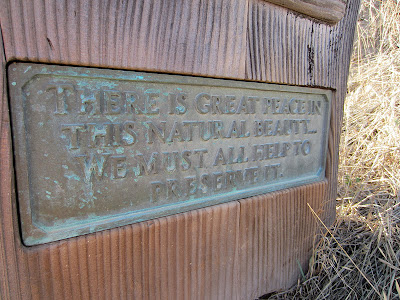 THERE IS GREAT PEACE IN
THIS NATURAL BEAUTY...
WE MUST ALL HELP TO
PRESERVE IT.